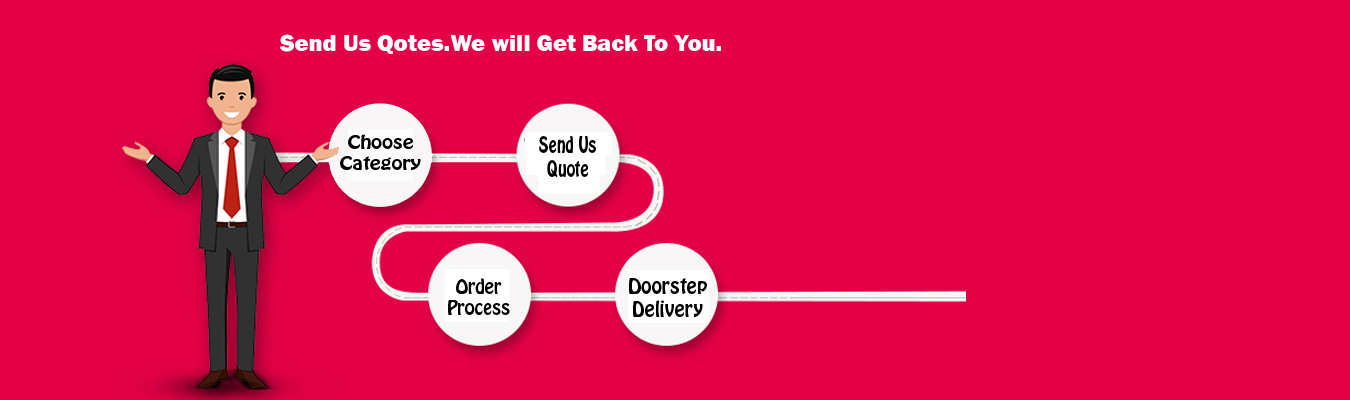 Send Us Qotes.We will Get Back To You.
Choose
Category
Send Us
Quote
Order
Process
Doorstep
Delivery